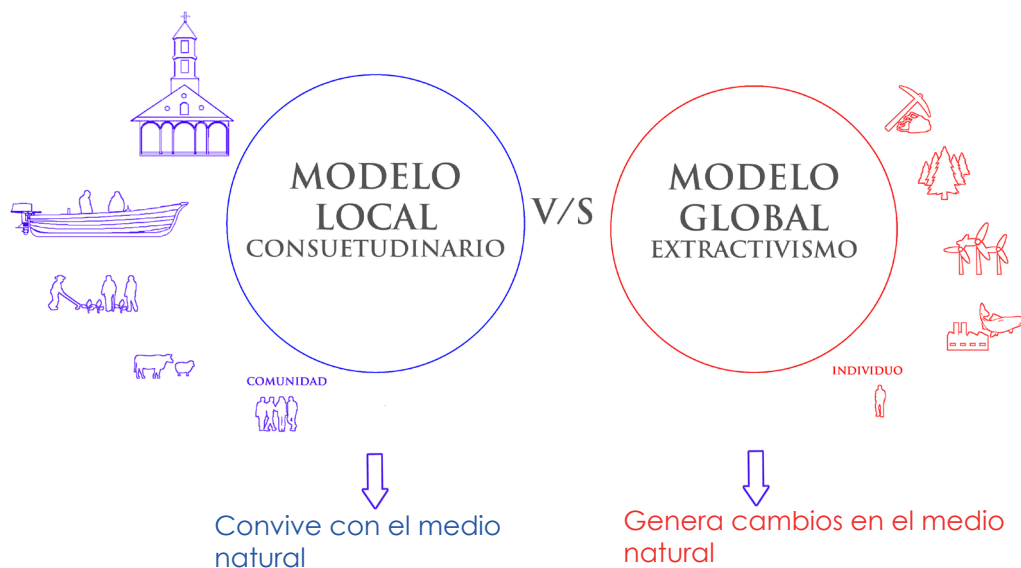 MODELO
LOCAL
CONSUETUDINARIO
V/S
MODELO
GLOBAL
EXTRACTIVISMO
COMUNIDAD
INDIVIDUO
Convive con el medio
natural
Genera cambios en el medio
natural